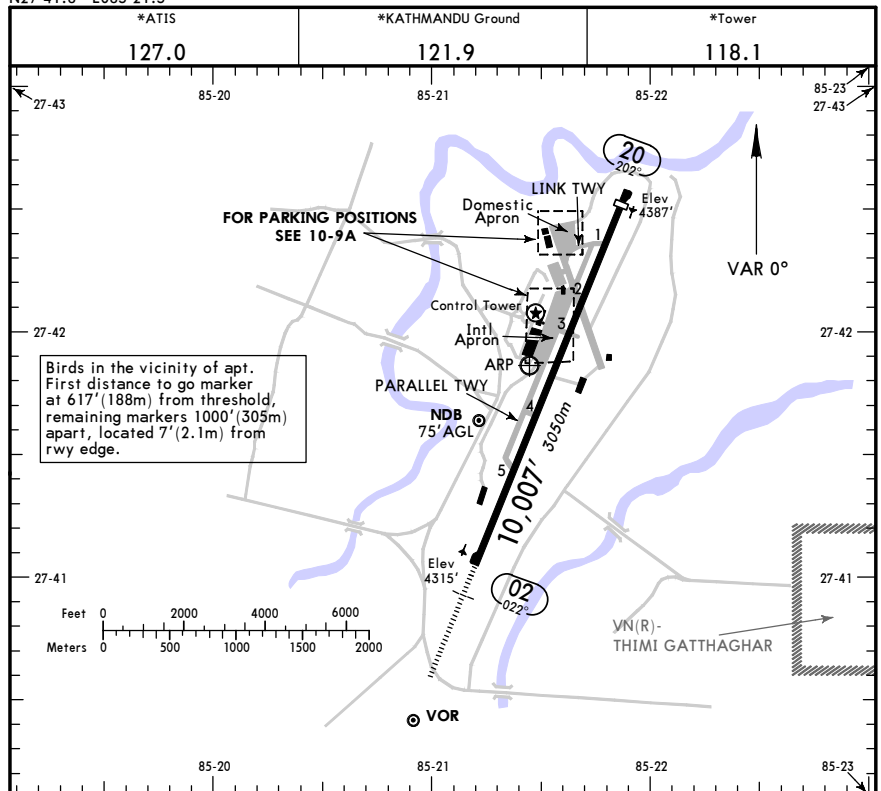 *ATIS
127.0
*KATHMANDU Ground
121.9
*Tower
118.1
85-20
85-21
85-22
85-23
27-43
27-43
20
202°
LINK TWY
Domestic
Apron
Elev
4387'
FOR PARKING POSITIONS
SEE 10-9A
1
VAR 0°
2
Control Tower
3
27-42
27-42
Intl
Apron
ARP
Birds in the vicinity of apt.
First distance to go marker
at 617'(188m) from threshold,
remaining markers 1000'(305m)
apart, located 7'(2.1m) from
rwy edge.
PARALLEL TWY
4
NDB
75'AGL
5
10,007' 3050m
Elev
4315'
27-41
27-41
02
022°
Feet 0 2000 4000 6000
Meters 0 500 1000 1500 2000
VN(R)-
THIMI GATTHAGHAR
VOR
85-20
85-21
85-22
85-23